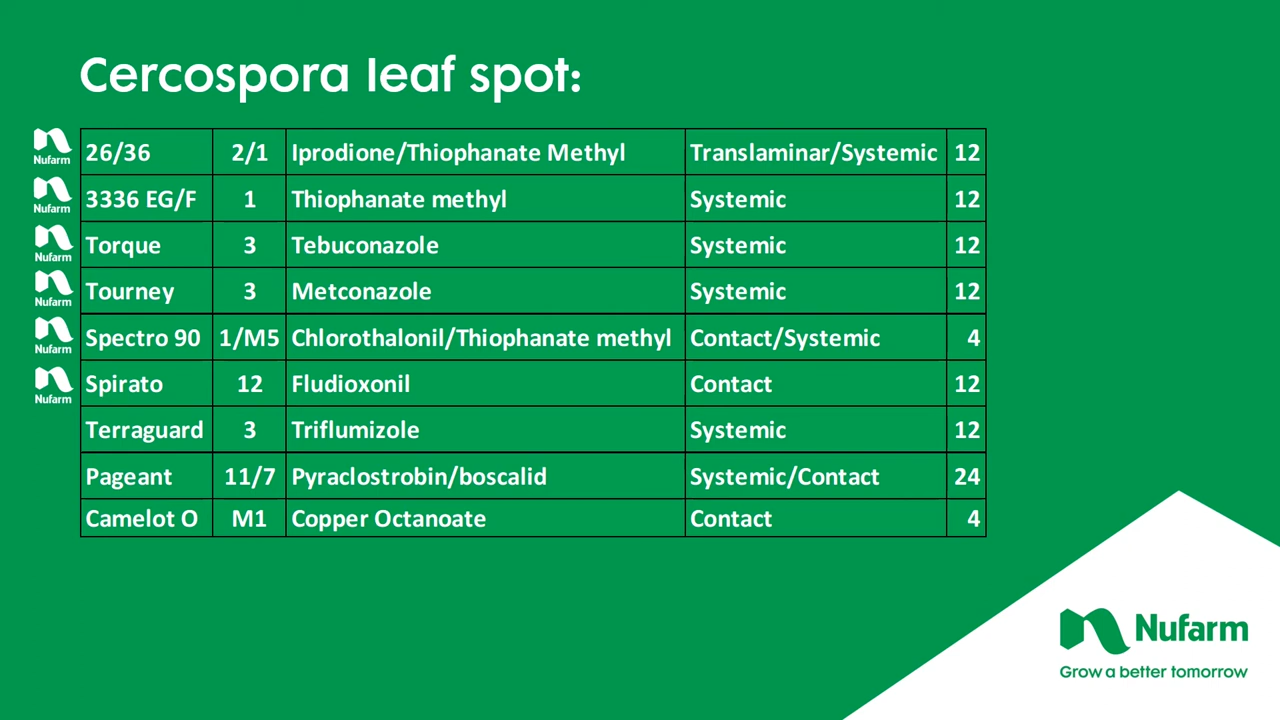 Cercospora leaf spot:
Nufarm 26/36 2/1 Iprodione/Thiophanate Methyl Translaminar/Systemic 12
Nufarm 3336 EG/F 1 Thiophanate methyl Systemic 12
Nufarm Torque 3 Tebuconazole Systemic 12
Nufarm Tourney 3 Metconazole Systemic 12
Nufarm Spectro 90 1/M5 Chlorothalonil/Thiophanate methyl Contact/Systemic 4
Nufarm Spirato 12 Fludioxonil Contact 12
Terraguard 3 Triflumizole Systemic 12
Pageant 11/7 Pyraclostrobin/boscalid Systemic/Contact 24
Camelot O M1 Copper Octanoate Contact 4
Nufarm
Grow a better tomorrow